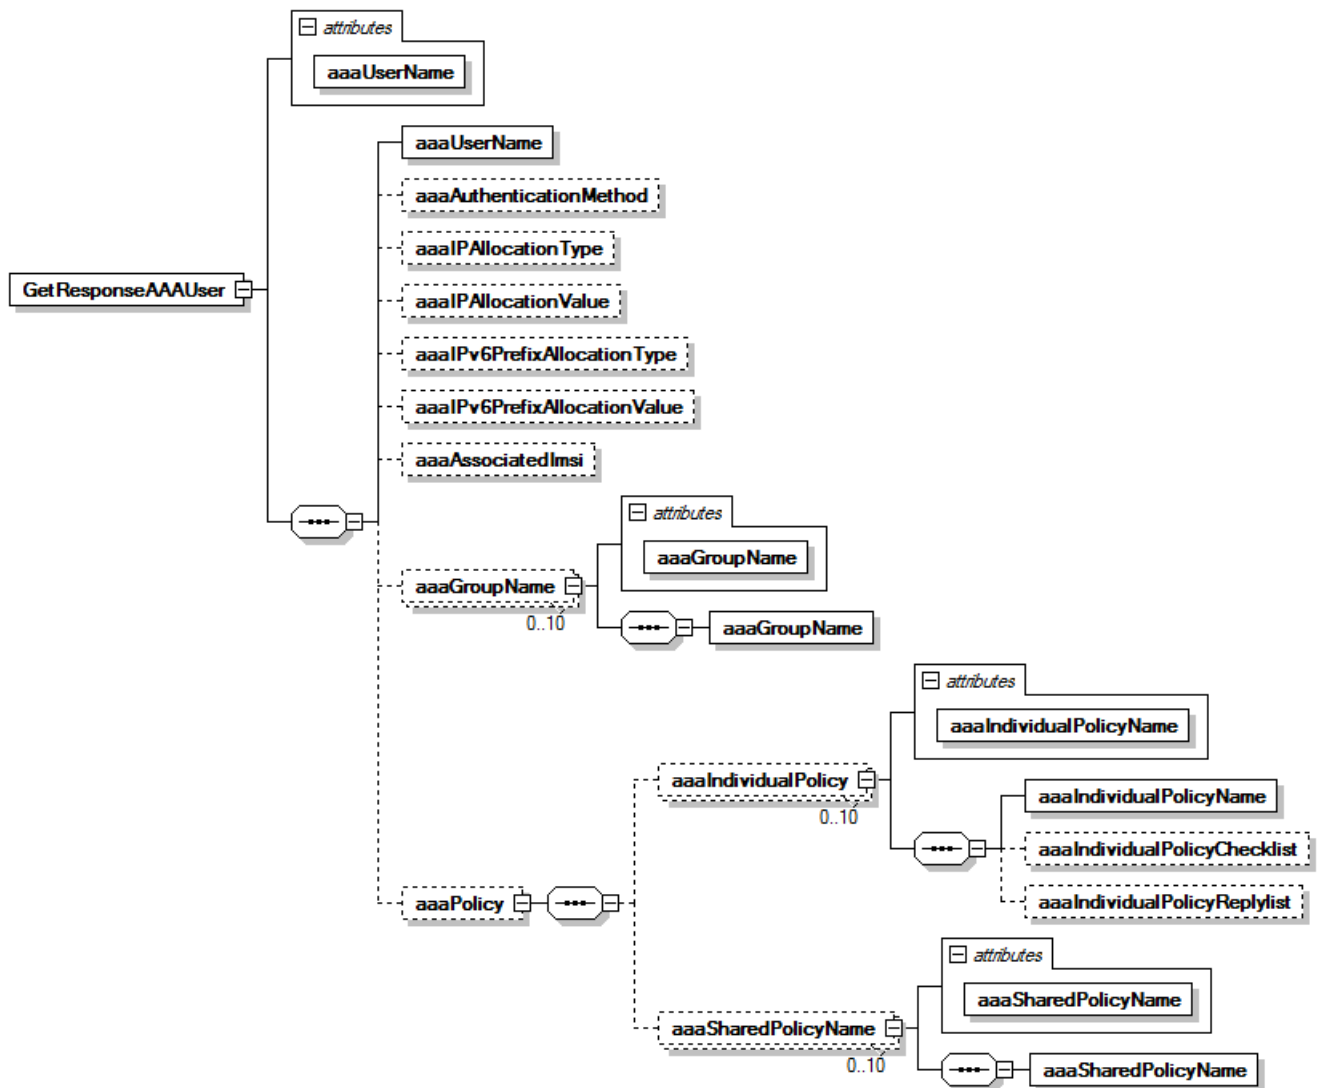 attributes
aaaUserName
aaaUserName
aaaAuthenticationMethod
aaaIPAllocationType
GetResponseAAAUser
aaaIPAllocationValue
aaaIPv6PrefixAllocationType
aaaIPv6PrefixAllocationValue
aaaAssociatedImsi
attributes
aaaGroupName
aaaGroupName
0..10
aaaGroupName
attributes
aaaIndividualPolicyName
aaaIndividualPolicy
0..10
aaaIndividualPolicyName
aaaIndividualPolicyChecklist
aaaIndividualPolicyReplylist
aaaPolicy
attributes
aaaSharedPolicyName
aaaSharedPolicyName
0..10
aaaSharedPolicyName